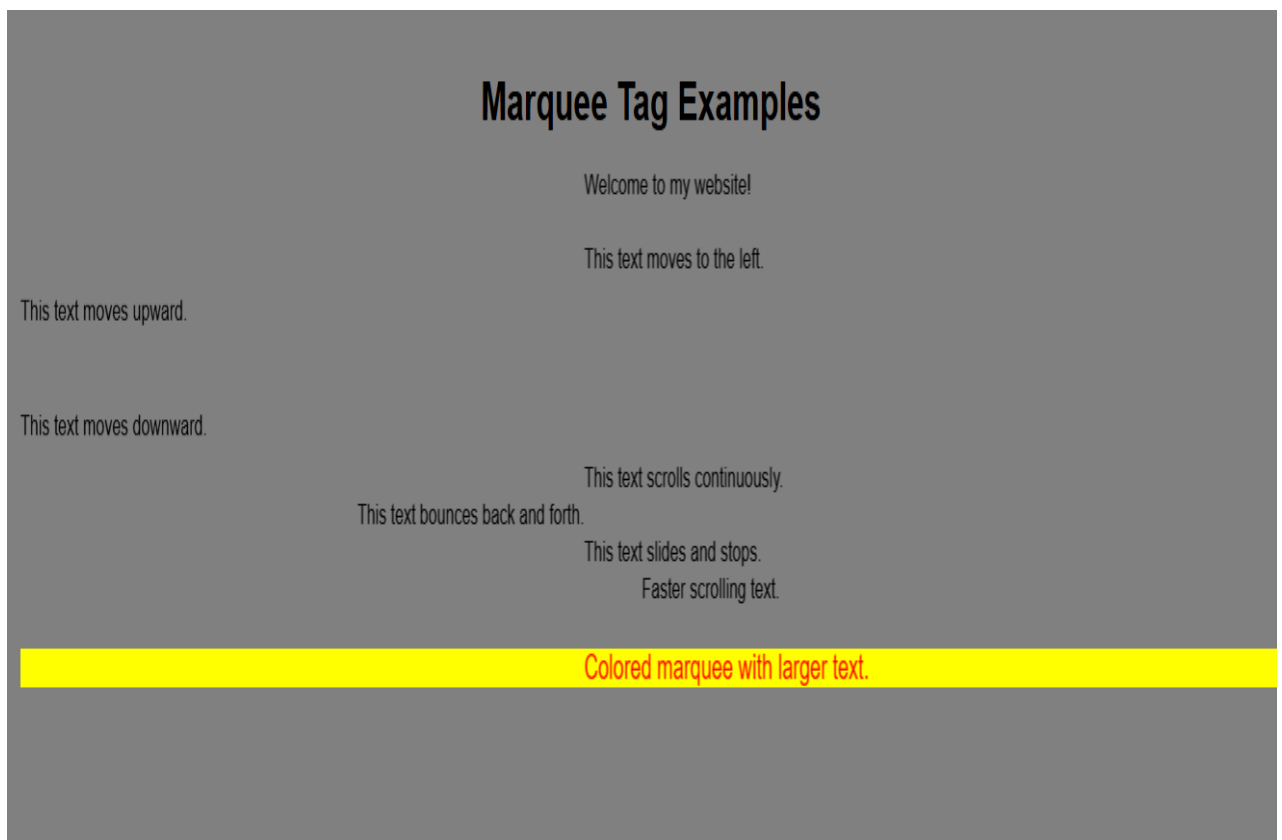 Marquee Tag Examples
Welcome to my website!
This text moves to the left.
This text moves upward.
This text moves downward.
This text scrolls continuously.
This text bounces back and forth.
This text slides and stops.
Faster scrolling text.
Colored marquee with larger text.